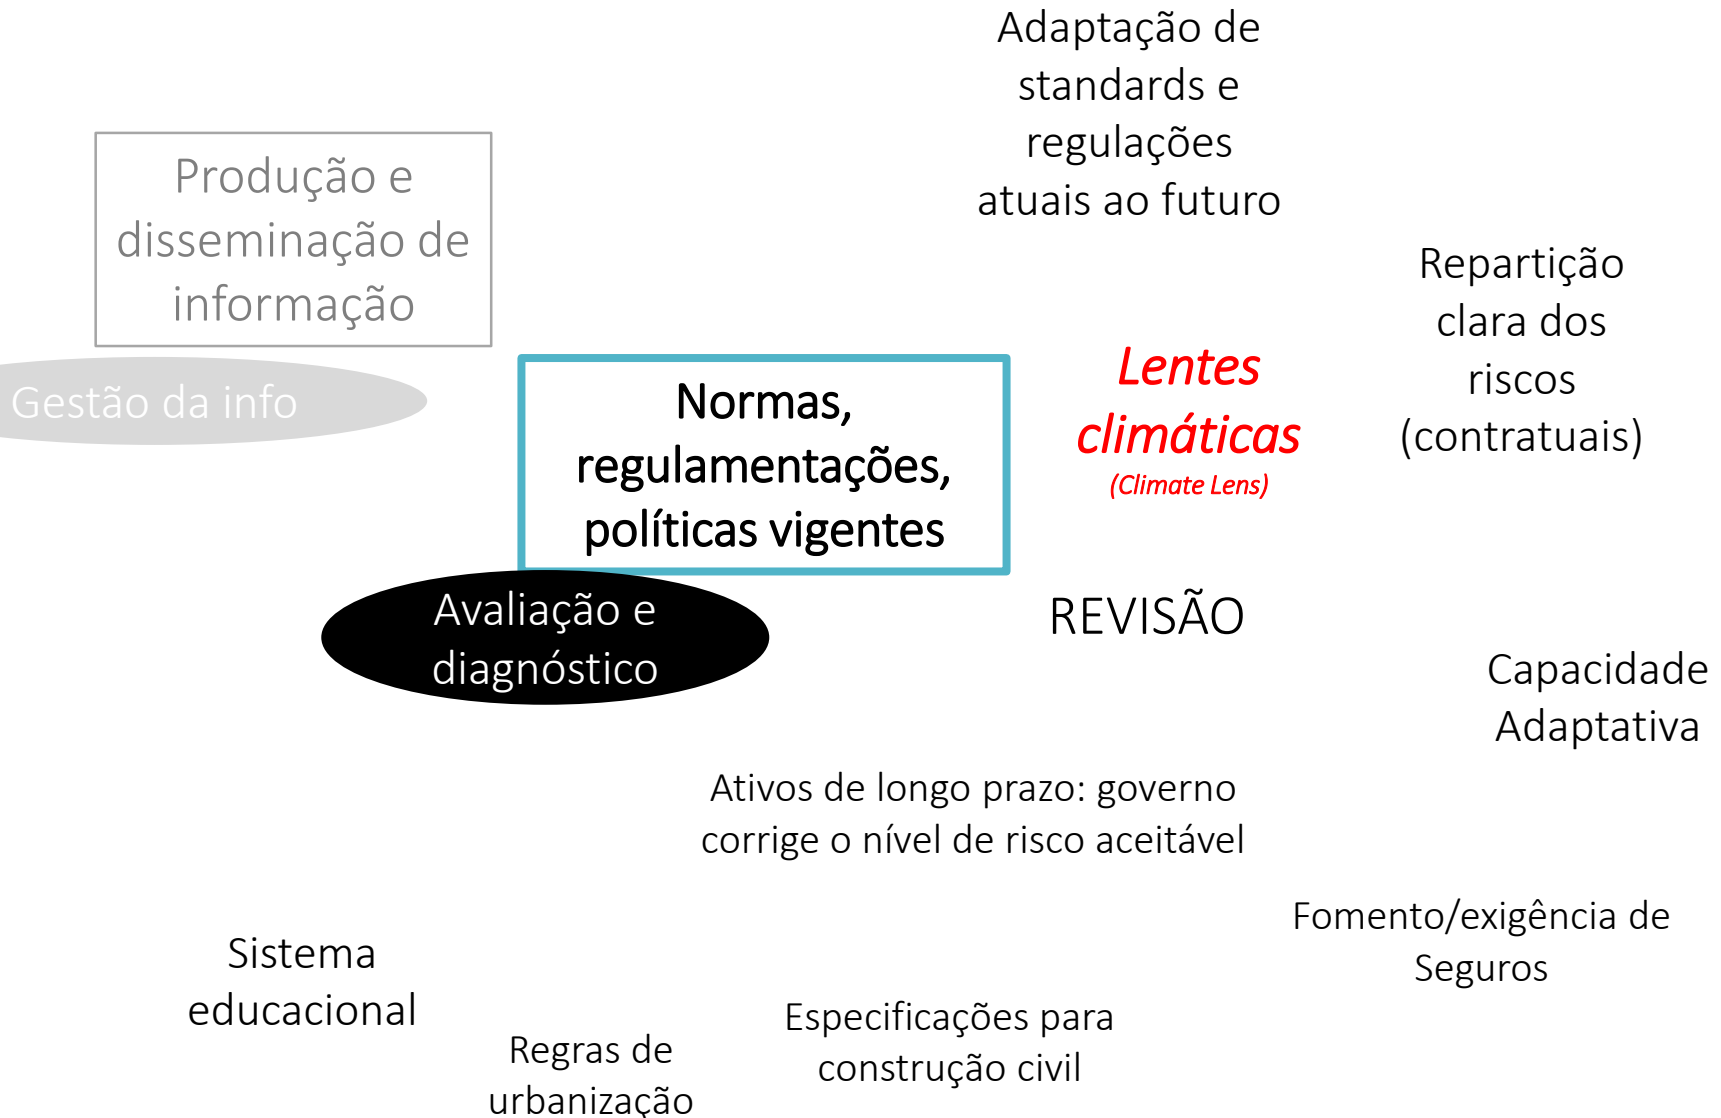 Adaptação de
standards e
regulações
atuais ao futuro
Produção e
disseminação de
informação
Gestão da info
Normas,
regulamentações,
políticas vigentes
Lentes
climáticas
(Climate Lens)
Repartição
clara dos
riscos
(contratuais)
Avaliação e
diagnóstico
REVISÃO
Capacidade
Adaptativa
Ativos de longo prazo: governo
corrige o nível de risco aceitável
Fomento/exigência de
Seguros
Sistema
educacional
Especificações para
construção civil
Regras de
urbanização